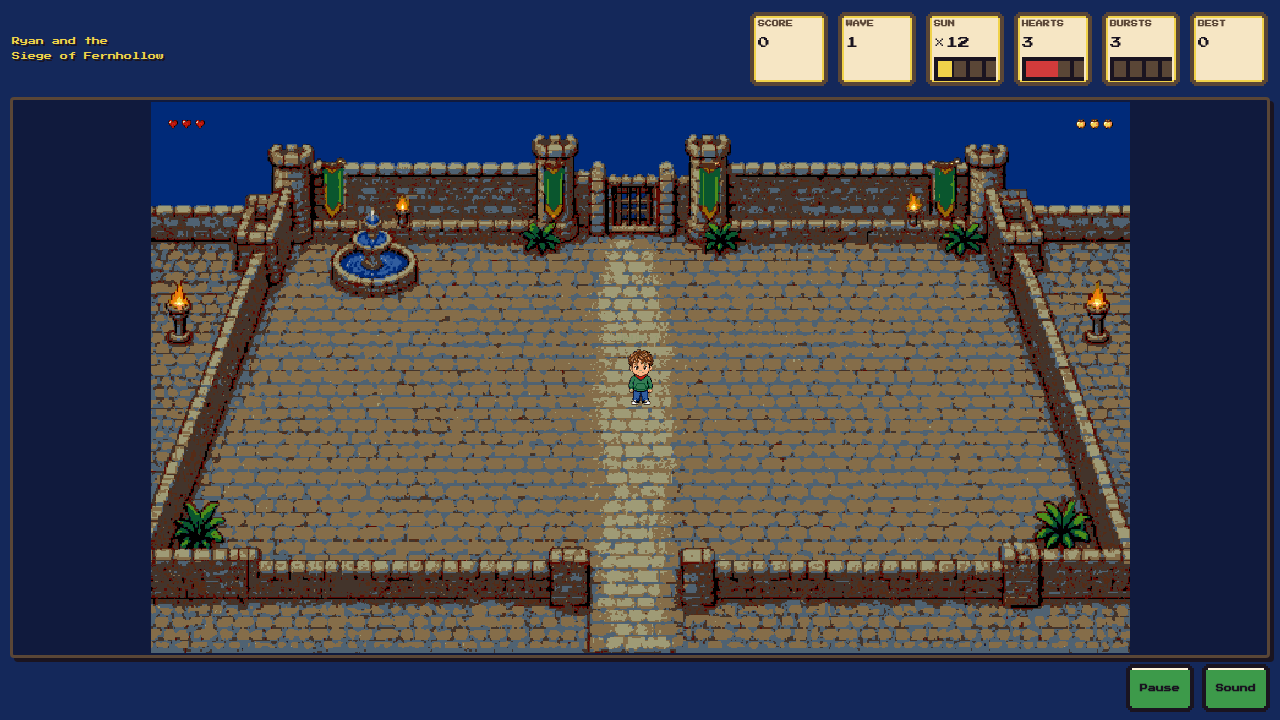 Ryan and the
Siege of Fernhollow
SCORE
0
WAVE
1
SUN
×12
HEARTS
3
BURSTS
3
BEST
0
Pause
Sound